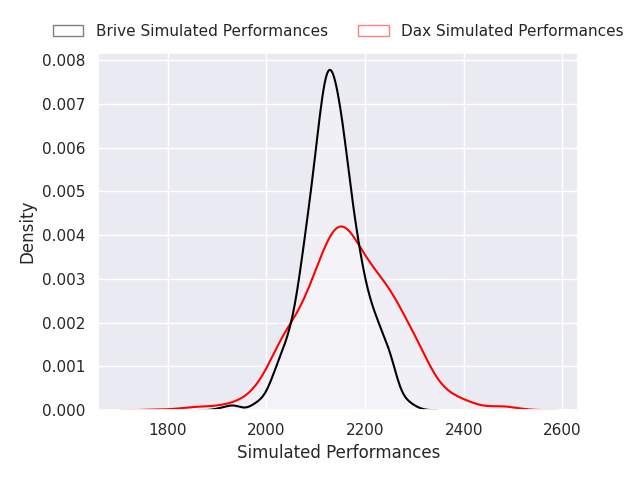 Brive Simulated Performances Dax Simulated Performances
0.008
0.007
0.006
0.005
0.004
0.003
0.002
0.001
0.000
Density
1800 2000 2200 2400 2600
Simulated Performances